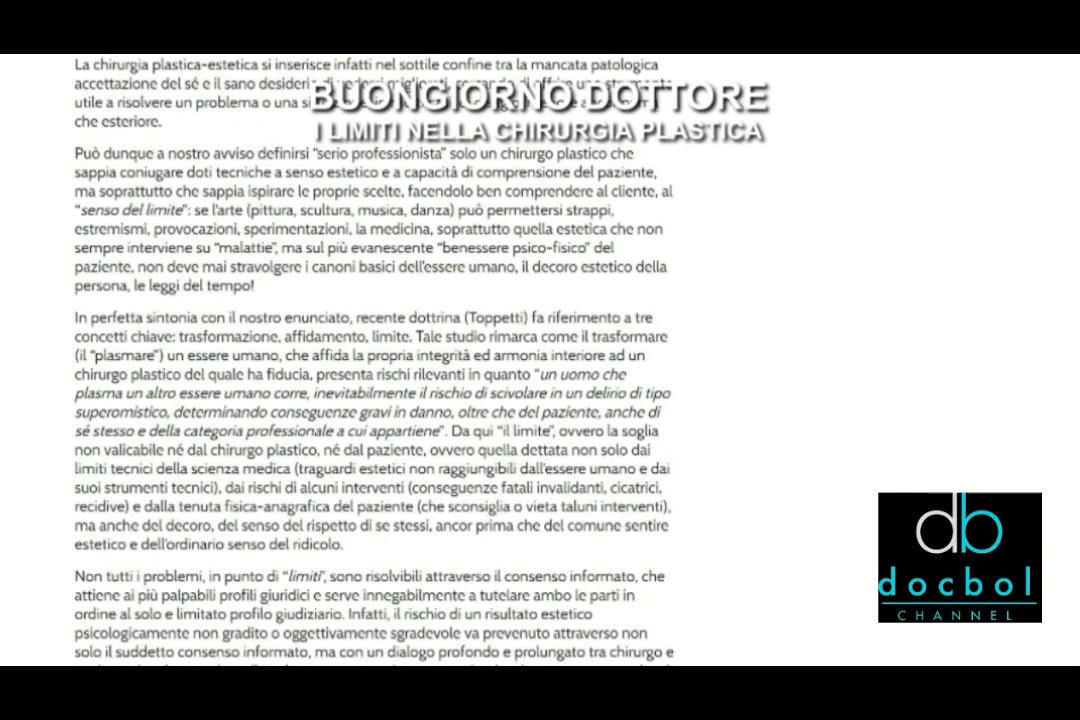 La chirurgia plastica-estetica si inserisce infatti nel sottile confine tra la mancata patologica
accettazione del sé e il sano desiderio di
utile a risolvere un problema o una
che esteriore.
BUONGIORNO DOTTORE
I LIMITI NELLA CHIRURGIA PLASTICA
Può dunque a nostro avviso definirsi “serio professionista” solo un chirurgo plastico che
sappia coniugare doti tecniche a senso estetico e a capacità di comprensione del paziente,
ma soprattutto che sappia ispirare le proprie scelte, facendolo ben comprendere al cliente, al
“senso del limite”: se l’arte (pittura, scultura, musica, danza) può permettersi strappi,
estremismi, provocazioni, sperimentazioni, la medicina, soprattutto quella estetica che non
sempre interviene su “malattie”, ma sul più evanescente “benessere psico-fisico” del
paziente, non deve mai stravolgere i canoni basici dell’essere umano, il decoro estetico della
persona, le leggi del tempo!
In perfetta sintonia con il nostro enunciato, recente dottrina (Toppetti) fa riferimento a tre
concetti chiave: trasformazione, affidamento, limite. Tale studio rimarca come il trasformare
(il “plasmare”) un essere umano, che affida la propria integrità ed armonia interiore ad un
chirurgo plastico del quale ha fiducia, presenta rischi rilevanti in quanto “un uomo che
plasma un altro essere umano corre, inevitabilmente il rischio di scivolare in un delirio di tipo
superomistico, determinando conseguenze gravi in danno, oltre che del paziente, anche di
sé stesso e della categoria professionale a cui appartiene”. Da qui “il limite”, ovvero la soglia
non valicabile né dal chirurgo plastico, né dal paziente, ovvero quella dettata non solo dai
limiti tecnici della scienza medica (traguardi estetici non raggiungibili dall’essere umano e dai
suoi strumenti tecnici), dai rischi di alcuni interventi (conseguenze fatali invalidanti, cicatrici,
recidive) e dalla tenuta fisica-anagrafica del paziente (che sconsiglia o vieta taluni interventi),
ma anche del decoro, del senso del rispetto di se stessi, ancor prima che del comune sentire
estetico e dell’ordinario senso del ridicolo.
Non tutti i problemi, in punto di “limiti”, sono risolvibili attraverso il consenso informato, che
attiene ai più palpabili profili giuridici e serve innegabilmente a tutelare ambo le parti in
ordine al solo e limitato profilo giudiziario. Infatti, il rischio di un risultato estetico
psicologicamente non gradito o oggettivamente sgradevole va prevenuto attraverso non
solo il suddetto consenso informato, ma con un dialogo profondo e prolungato tra chirurgo e
db
docbol
CHANNEL